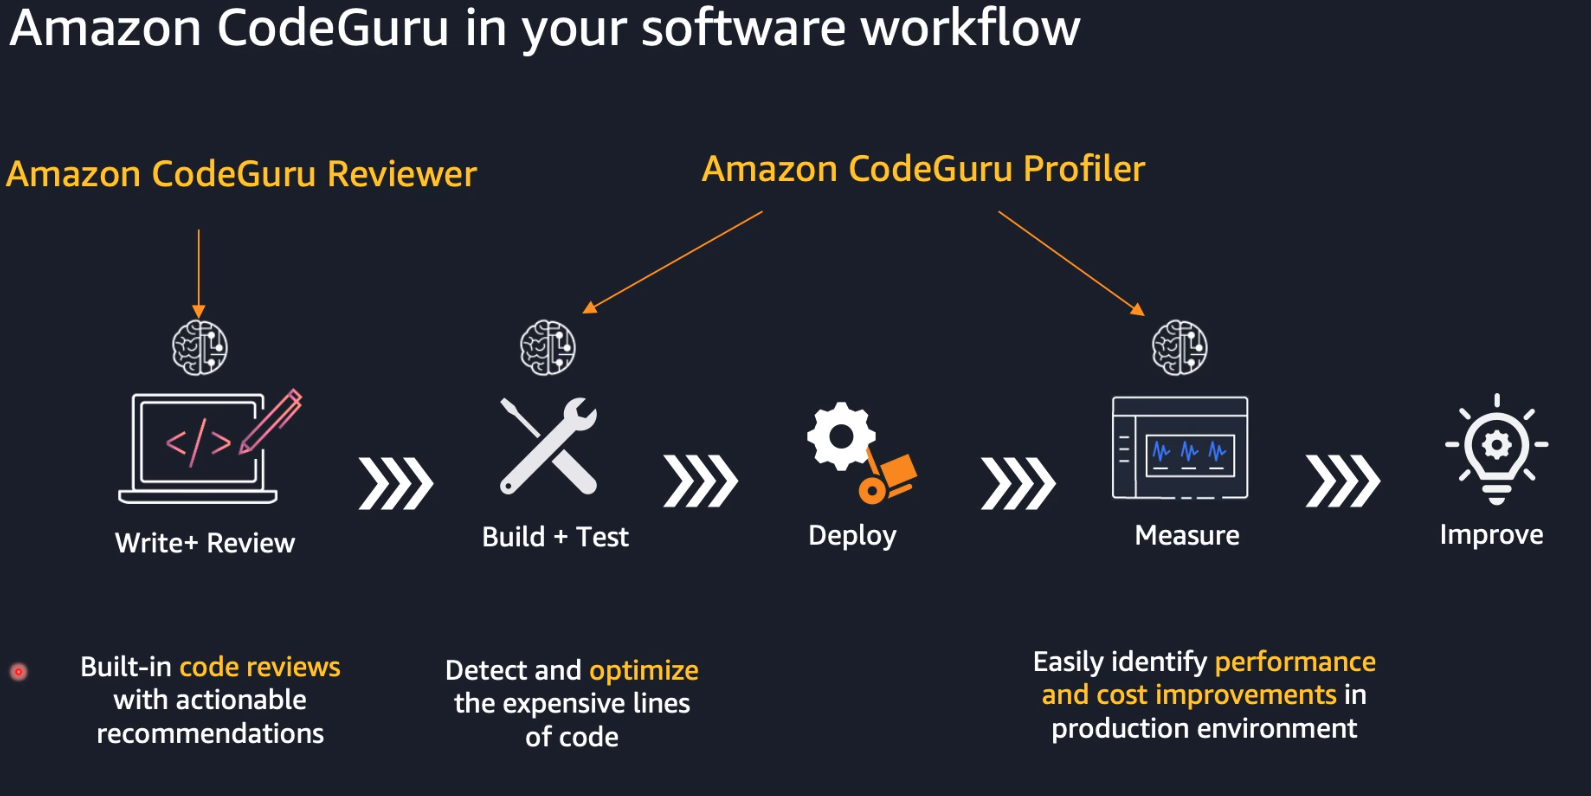 Amazon CodeGuru in your software workflow
Amazon CodeGuru Reviewer
Amazon CodeGuru Profiler
</>
Write+ Review
Build + Test
Deploy
Measure
Improve
Built-in code reviews
with actionable
recommendations
Detect and optimize
the expensive lines
of code
Easily identify performance
and cost improvements in
production environment